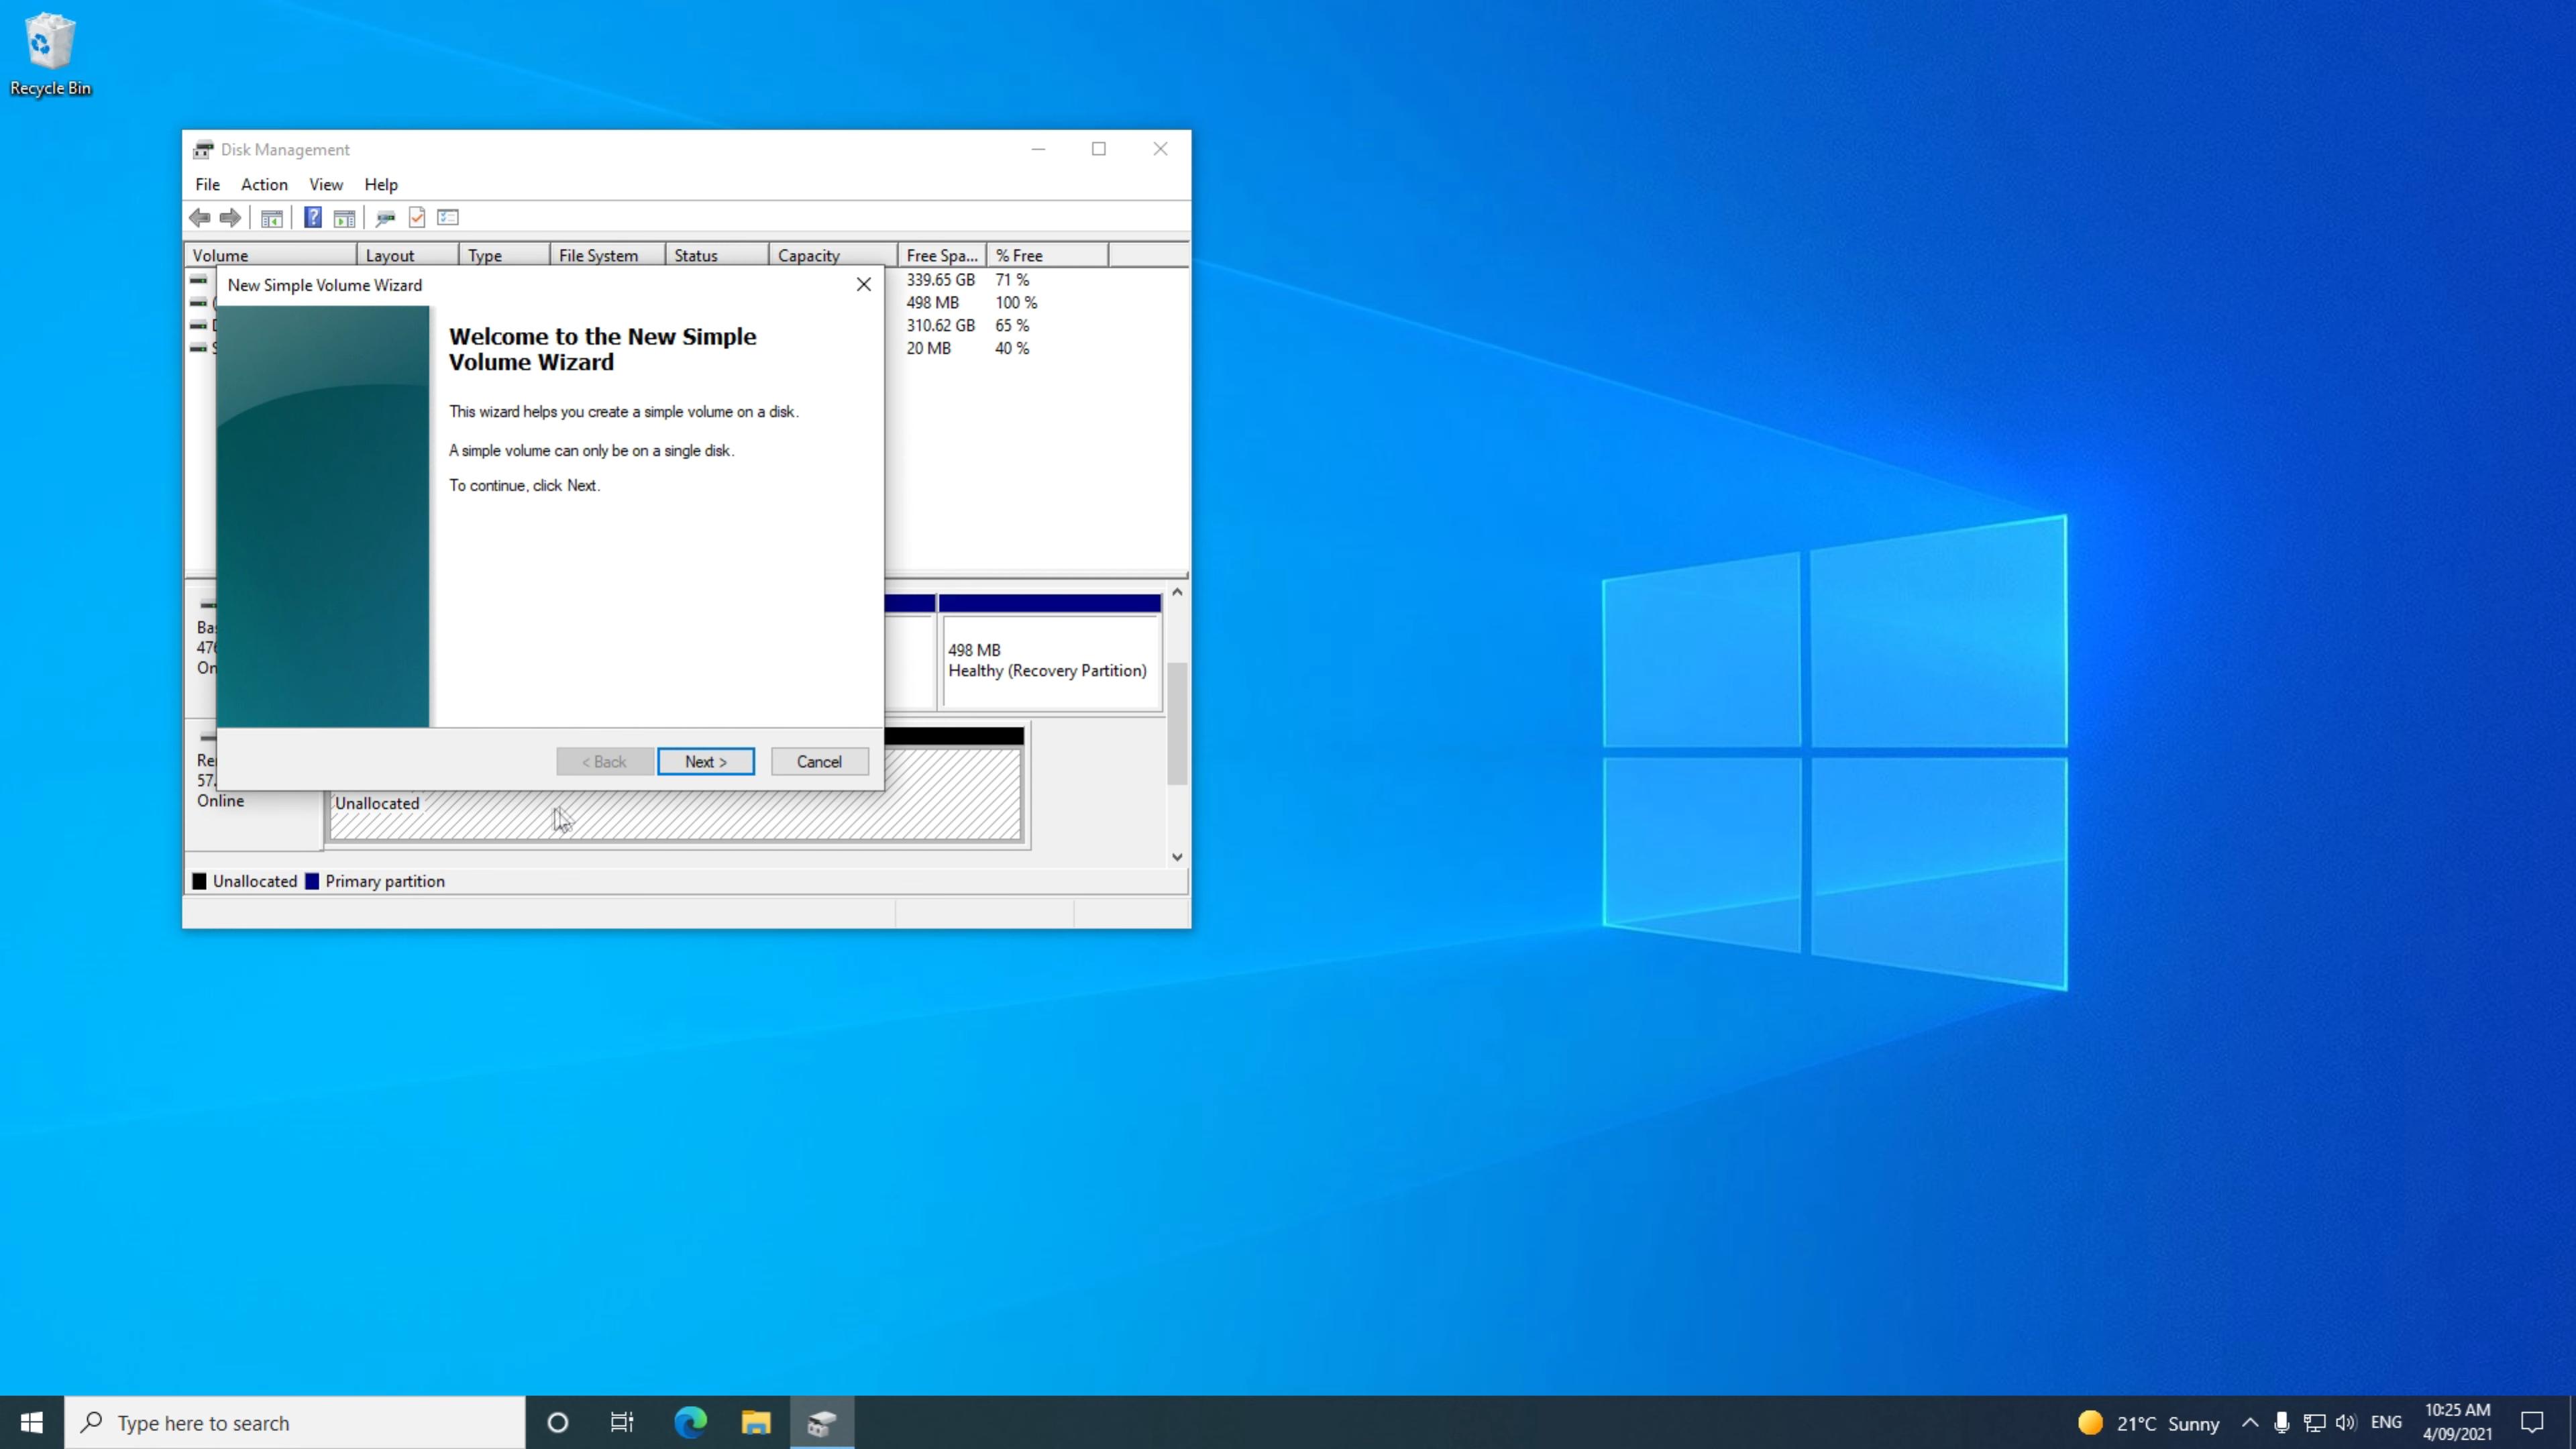 Recycle Bin
Disk Management
File Action View Help
Volume Layout Type File System Status Capacity Free Spa... % Free
339.65 GB 71 %
498 MB 100 %
310.62 GB 65 %
20 MB 40 %
New Simple Volume Wizard
Welcome to the New Simple
Volume Wizard
This wizard helps you create a simple volume on a disk.
A simple volume can only be on a single disk.
To continue, click Next.
< Back Next > Cancel
498 MB
Healthy (Recovery Partition)
Online
Unallocated
Unallocated Primary partition
Type here to search
21°C Sunny
ENG
10:25 AM
4/09/2021